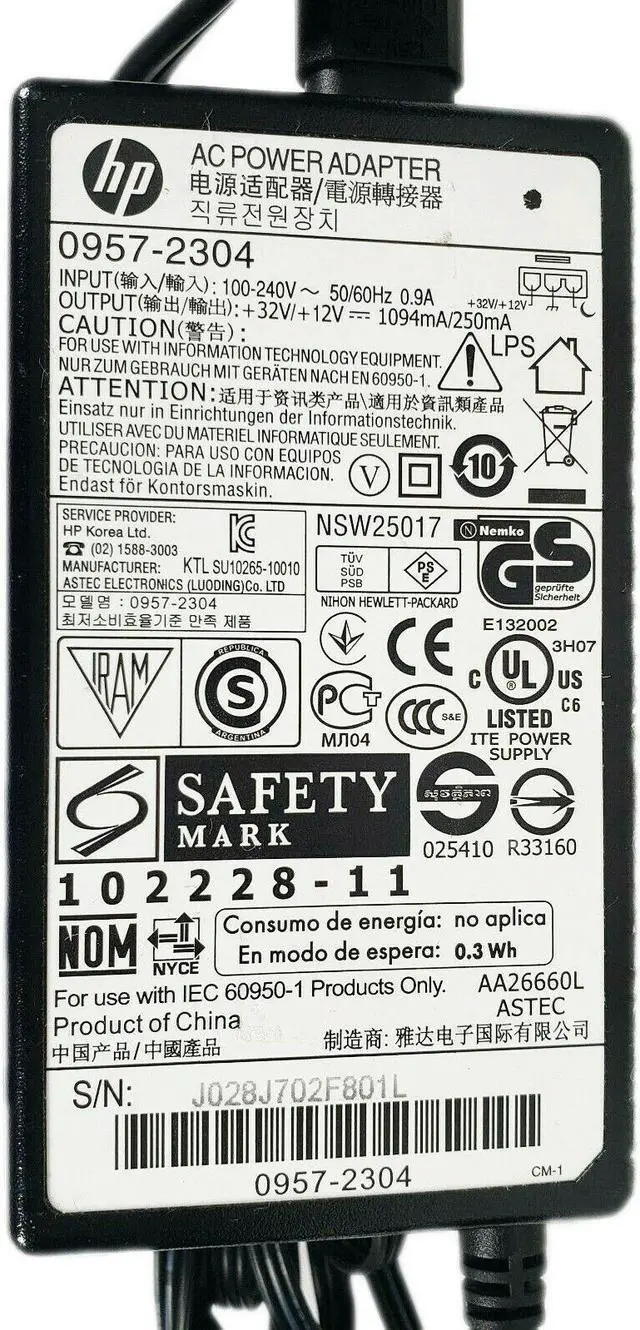 hp
AC POWER ADAPTER
电源适配器/電源轉接器
직류전원장치
0957-2304
INPUT(输入/輸入): 100-240V ~ 50/60Hz 0.9A
OUTPUT(输出/輸出): +32V/+12V ⎓ 1094mA/250mA
+32V/+12V
CAUTION(警告):
FOR USE WITH INFORMATION TECHNOLOGY EQUIPMENT.
NUR ZUM GEBRAUCH MIT GERÄTEN NACH EN 60950-1.
LPS
ATTENTION: 适用于资讯类产品\適用於資訊類產品
Einsatz nur in Einrichtungen der Informationstechnik.
UTILISER AVEC DU MATERIEL INFORMATIQUE SEULEMENT.
PRECAUCION: PARA USO CON EQUIPOS
DE TECNOLOGIA DE LA INFORMACION.
Endast för Kontorsmaskin.
V
10
SERVICE PROVIDER:
HP Korea Ltd.
☎ (02) 1588-3003
MANUFACTURER: KTL SU10265-10010
ASTEC ELECTRONICS (LUODING)Co. LTD
모델명 : 0957-2304
최저소비효율기준 만족 제품
NSW25017
N Nemko
GS
geprüfte
Sicherheit
TÜV
SÜD
PSB
PS
E
NIHON HEWLETT-PACKARD
IRAM
REPUBLICA
S
ARGENTINA
CE
E132002
3H07
C UL ® US
C6
LISTED
ITE POWER
SUPPLY
РСТ
МЛ04
CCC S&E
SAFETY
MARK
025410
R33160
102228-11
NOM
NYCE
Consumo de energía: no aplica
En modo de espera: 0.3 Wh
For use with IEC 60950-1 Products Only.
AA26660L
Product of China
ASTEC
中国产品/中國產品
制造商: 雅达电子国际有限公司
S/N: J028J702F801L
0957-2304
CM-1